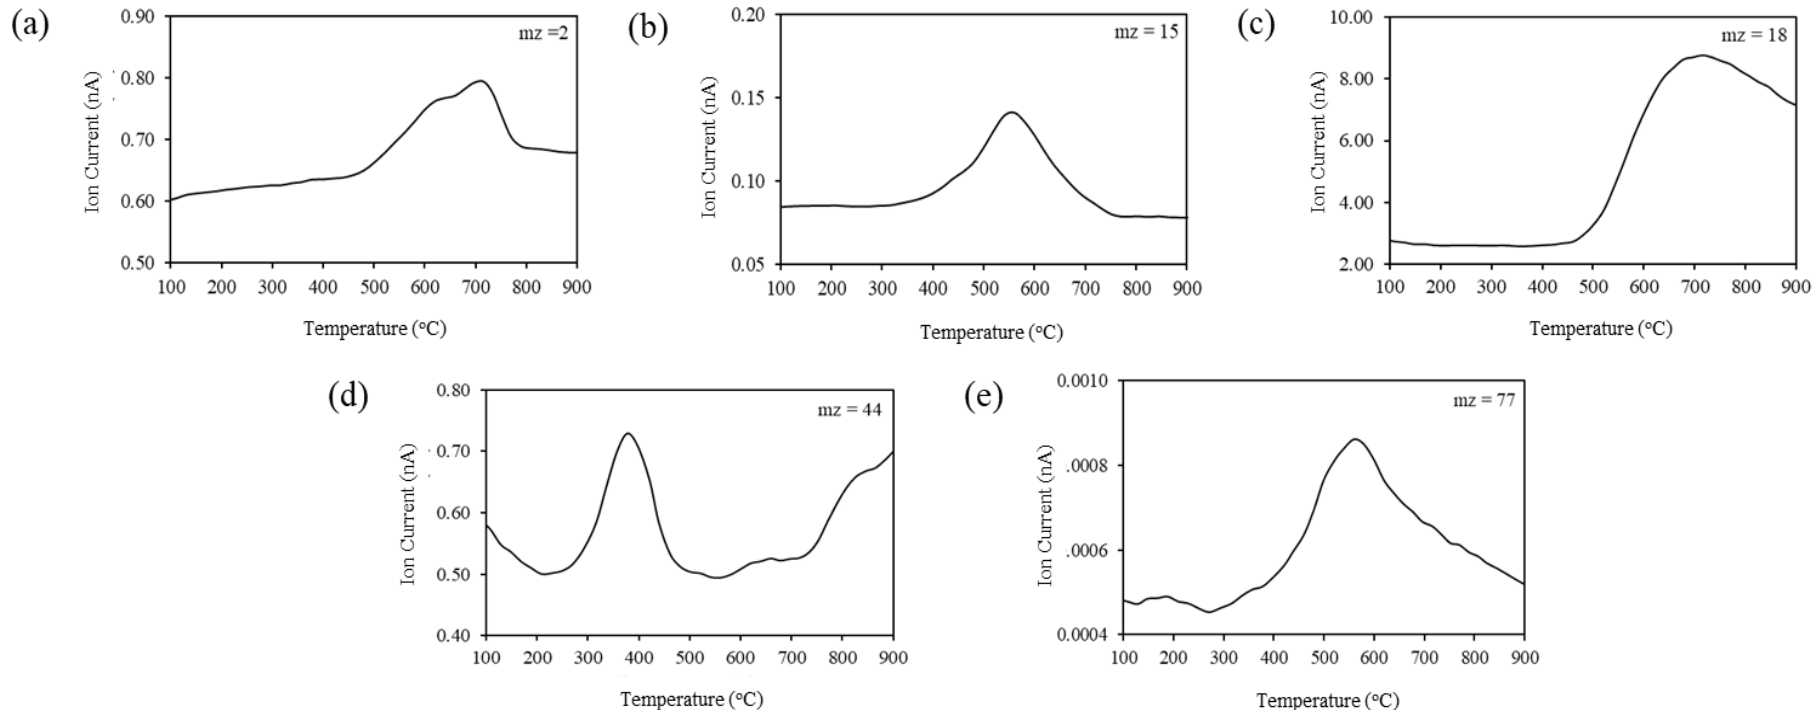 (a)
mz =2
Ion Current (nA)
0.90
0.80
0.70
0.60
0.50
100 200 300 400 500 600 700 800 900
Temperature (°C)
(b)
mz = 15
Ion Current (nA)
0.20
0.15
0.10
0.05
100 200 300 400 500 600 700 800 900
Temperature (°C)
(c)
mz = 18
Ion Current (nA)
10.00
8.00
6.00
4.00
2.00
100 200 300 400 500 600 700 800 900
Temperature (°C)
(d)
mz = 44
Ion Current (nA)
0.80
0.70
0.60
0.50
0.40
100 200 300 400 500 600 700 800 900
Temperature (°C)
(e)
mz = 77
Ion Current (nA)
0.0010
.0008
.0006
0.0004
100 200 300 400 500 600 700 800 900
Temperature (°C)